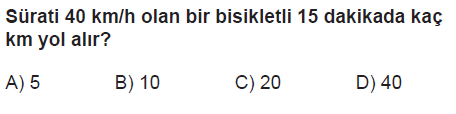 Sürati 40 km/h olan bir bisikletli 15 dakikada kaç
km yol alır?
A) 5 B) 10 C) 20 D) 40